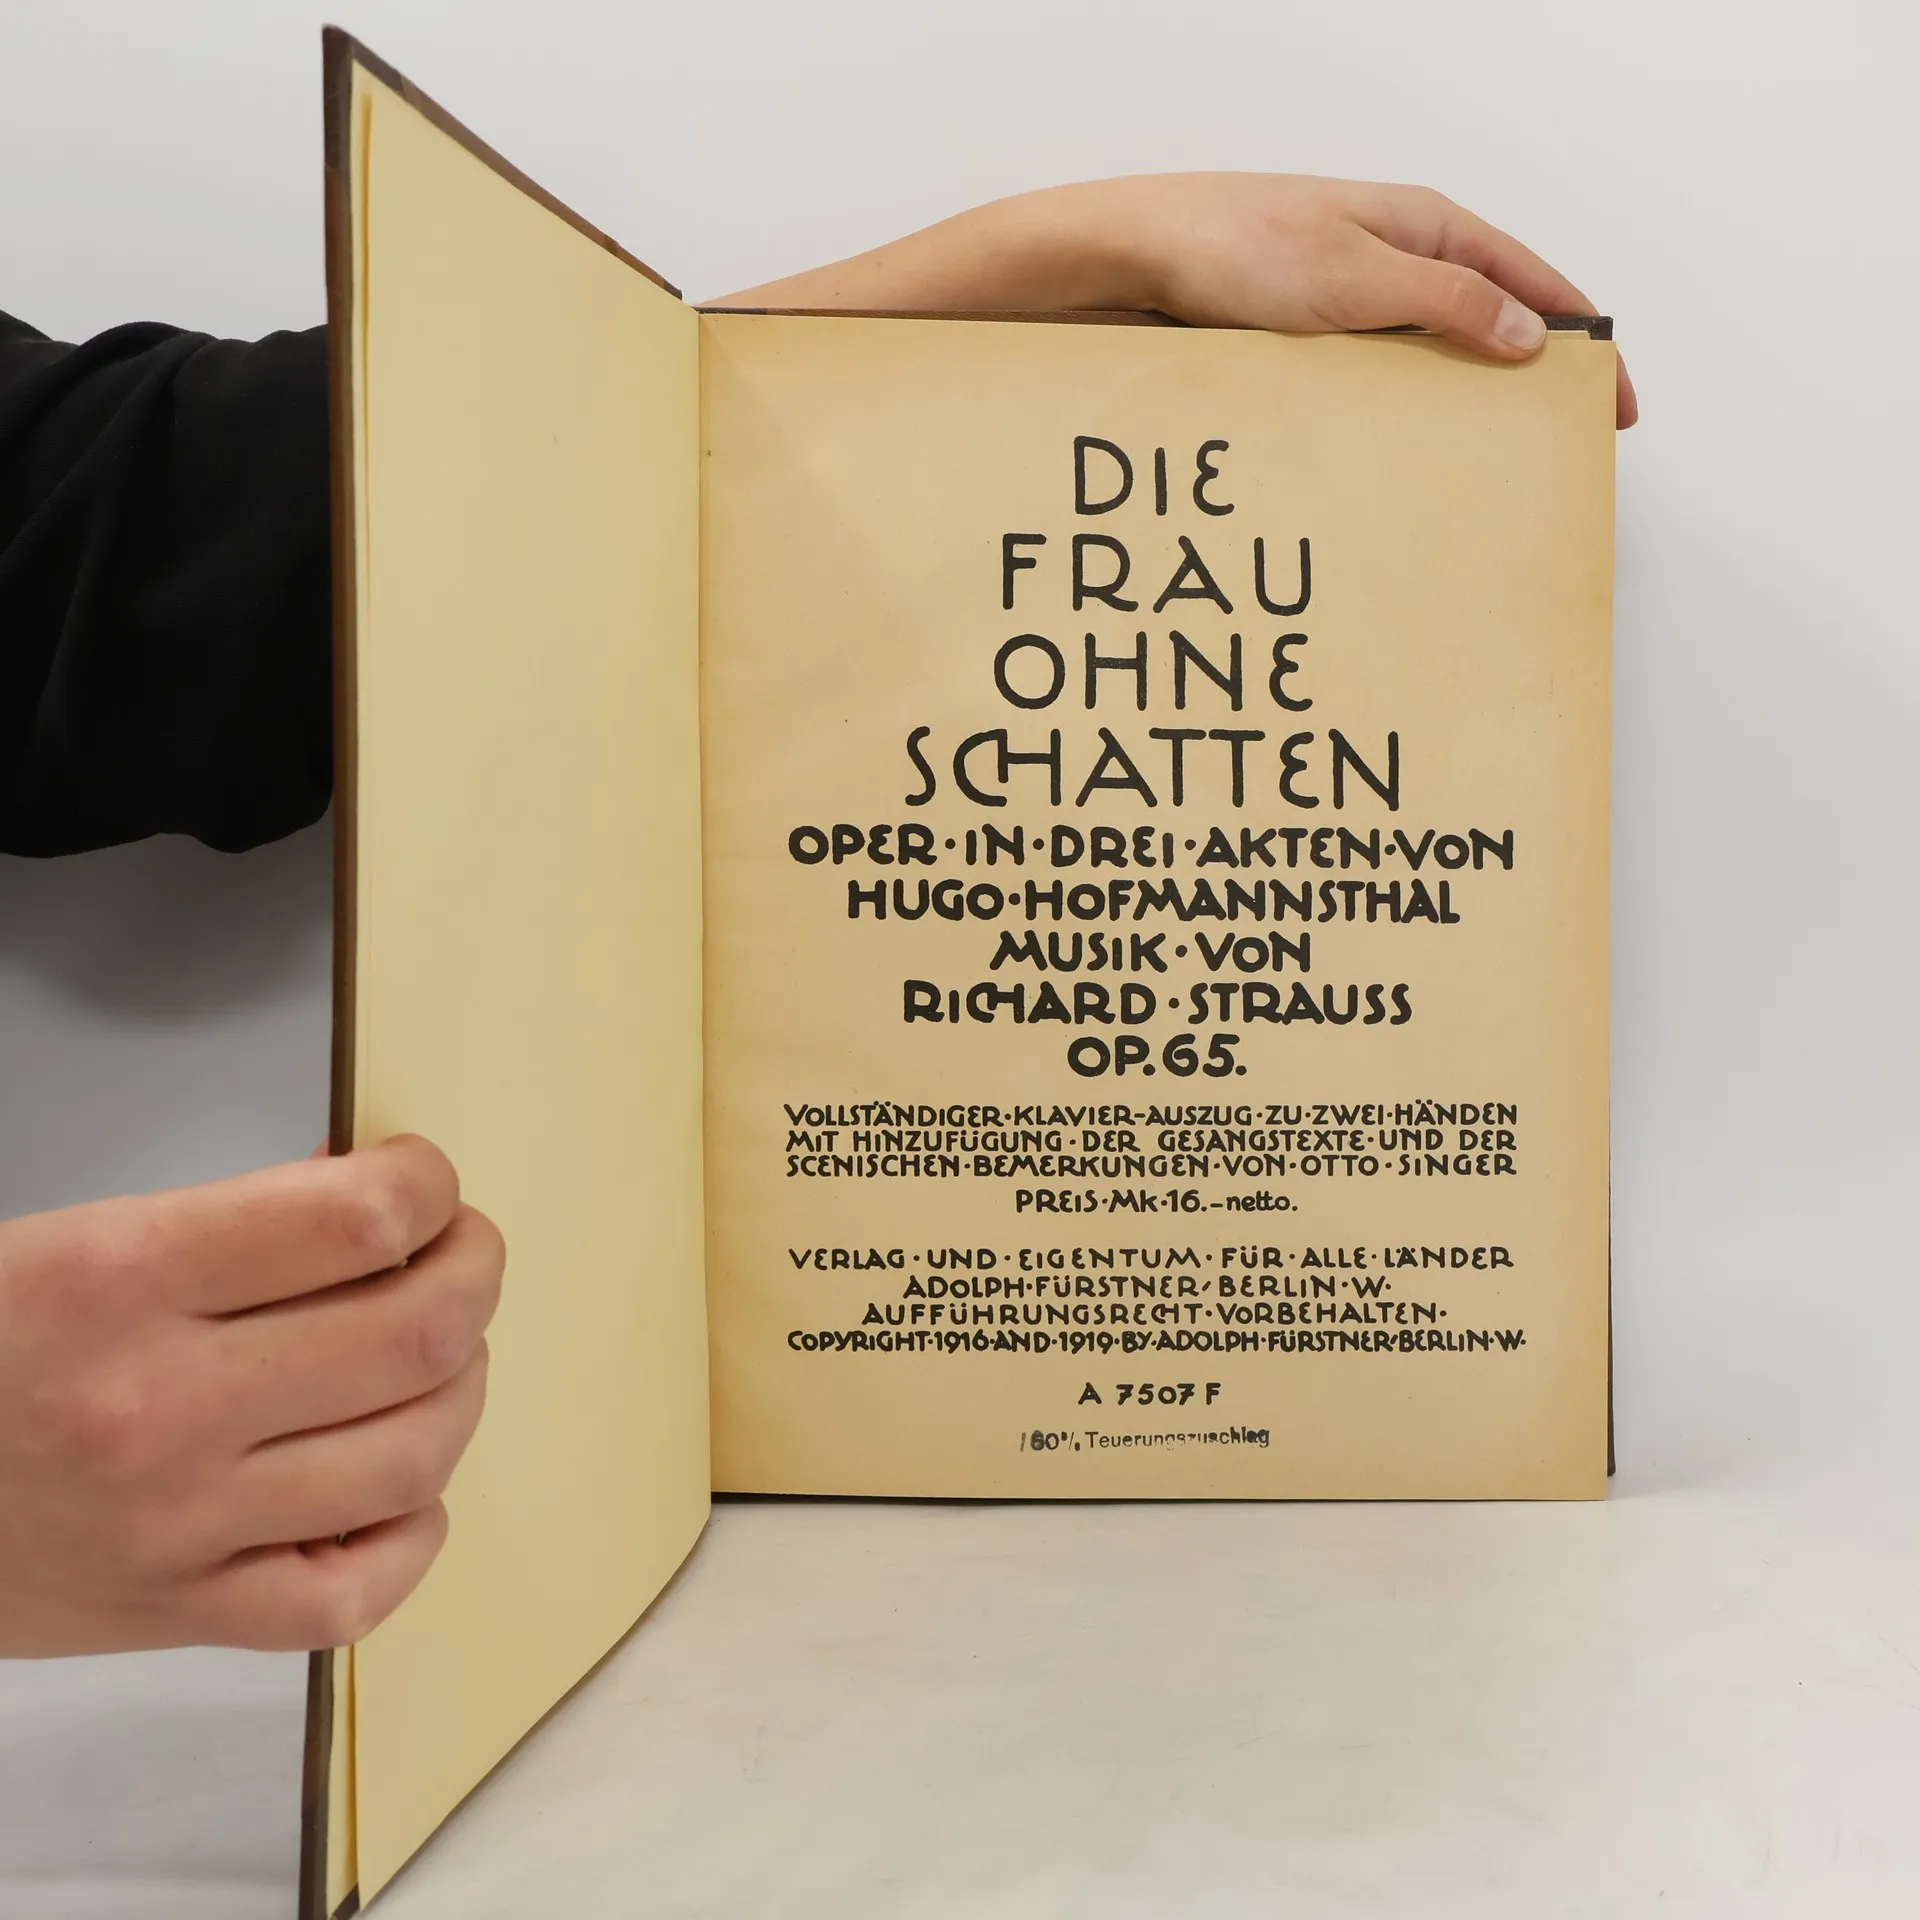 DIE
FRAU
OHNE
SCHATTEN
OPER·IN·DREI·AKTEN·VON
HUGO·HOFMANNSTHAL
MUSIK·VON
RICHARD·STRAUSS
OP.65.
VOLLSTÄNDIGER·KLAVIER-AUSZUG·ZU·ZWEI·HÄNDEN
MIT HINZUFÜGUNG·DER GESANGSTEXTE·UND DER
SCENISCHEN·BEMERKUNGEN·VON·OTTO·SINGER
PREIS·Mk·16.-netto.
VERLAG·UND·EIGENTUM·FÜR·ALLE·LÄNDER
ADOLPH·FÜRSTNER, BERLIN·W·
AUFFÜHRUNGSRECHT·VORBEHALTEN·
COPYRIGHT·1916·AND·1919·BY·ADOLPH·FÜRSTNER, BERLIN·W·
A 7507 F
Teuerungszuschlag